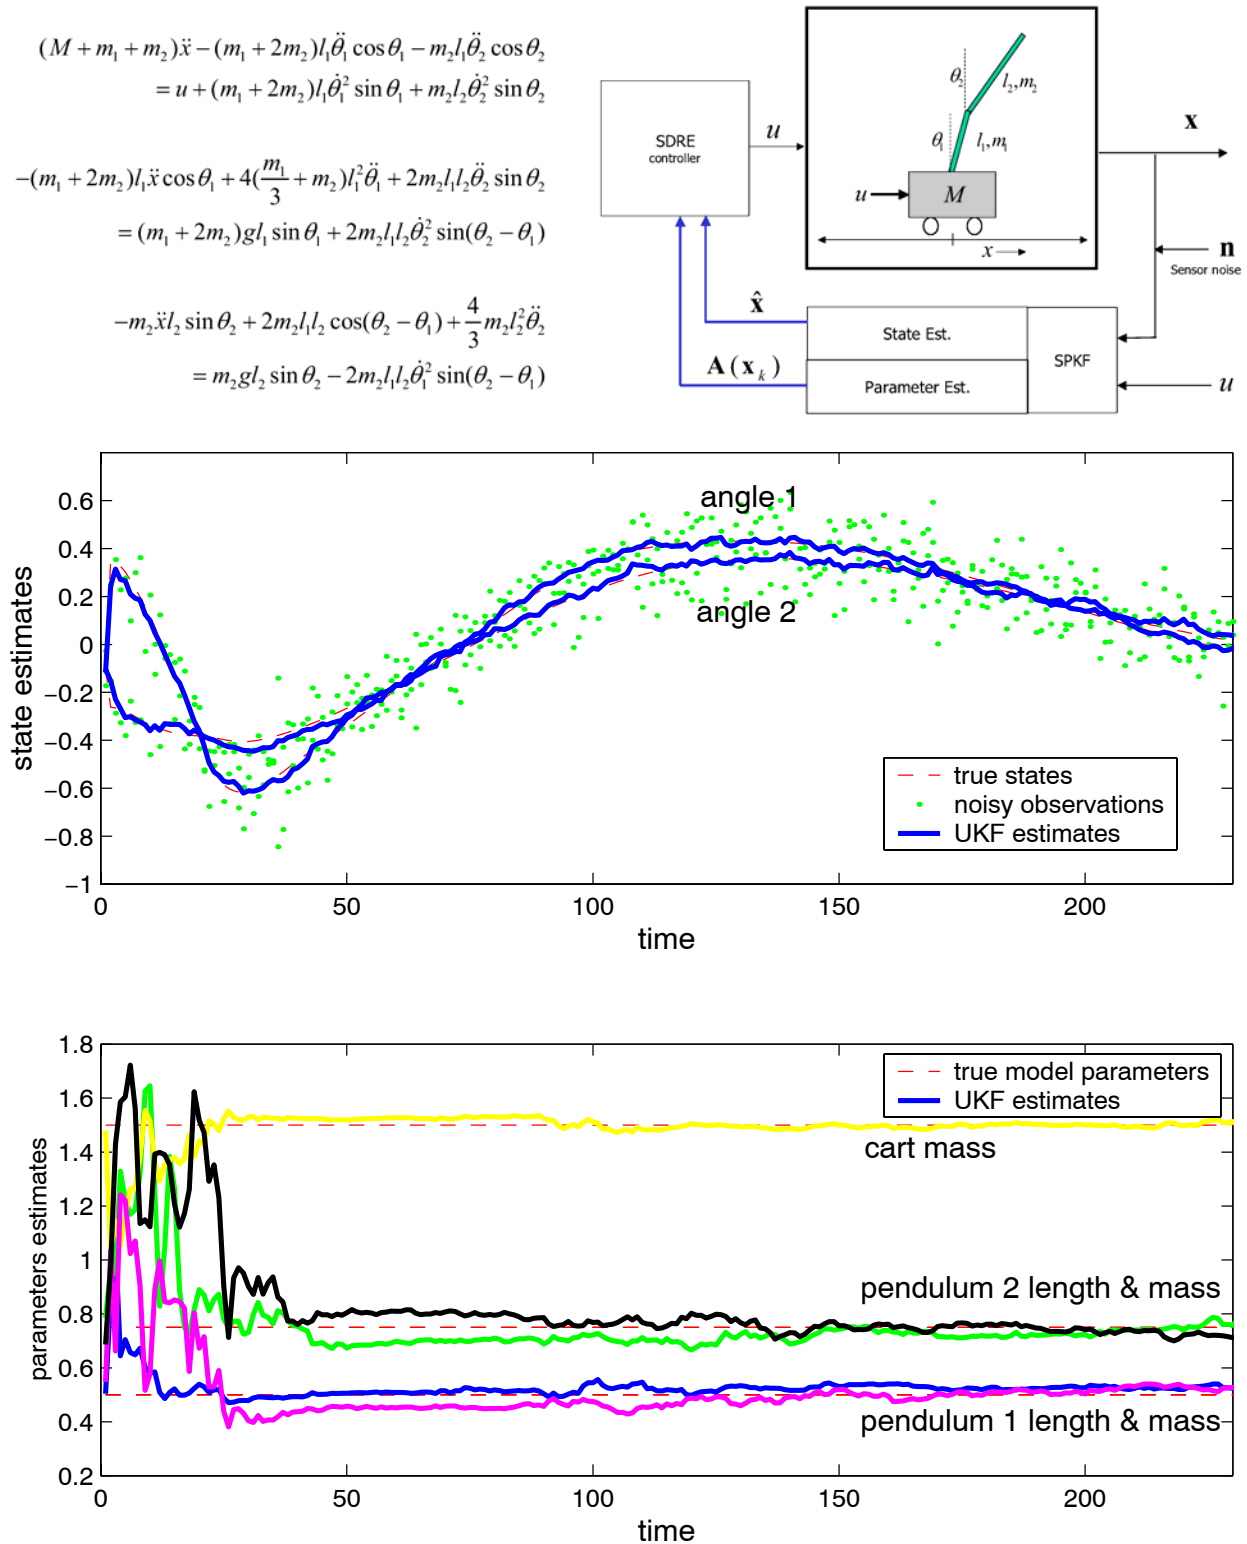 (M + m₁ + m₂)ẍ − (m₁ + 2m₂)l₁θ̈₁ cos θ₁ − m₂l₁θ̈₂ cos θ₂
= u + (m₁ + 2m₂)l₁θ̇₁² sin θ₁ + m₂l₂θ̇₂² sin θ₂
−(m₁ + 2m₂)l₁ẍ cos θ₁ + 4(m₁/3 + m₂)l₁²θ̈₁ + 2m₂l₁l₂θ̈₂ sin θ₂
= (m₁ + 2m₂)gl₁ sin θ₁ + 2m₂l₁l₂θ̇₂² sin(θ₂ − θ₁)
−m₂ẍl₂ sin θ₂ + 2m₂l₁l₂ cos(θ₂ − θ₁) + 4/3 m₂l₂²θ̈₂
= m₂gl₂ sin θ₂ − 2m₂l₁l₂θ̇₁² sin(θ₂ − θ₁)
SDRE
controller
u
θ₂
l₂,m₂
θ₁
l₁,m₁
u
M
x
x
n
Sensor noise
x̂
State Est.
A(xₖ)
Parameter Est.
SPKF
u
state estimates
0.6
0.4
0.2
0
−0.2
−0.4
−0.6
−0.8
−1
angle 1
angle 2
true states
noisy observations
UKF estimates
0
50
100
150
200
time
parameters estimates
1.8
1.6
1.4
1.2
1
0.8
0.6
0.4
0.2
true model parameters
UKF estimates
cart mass
pendulum 2 length & mass
pendulum 1 length & mass
0
50
100
150
200
time